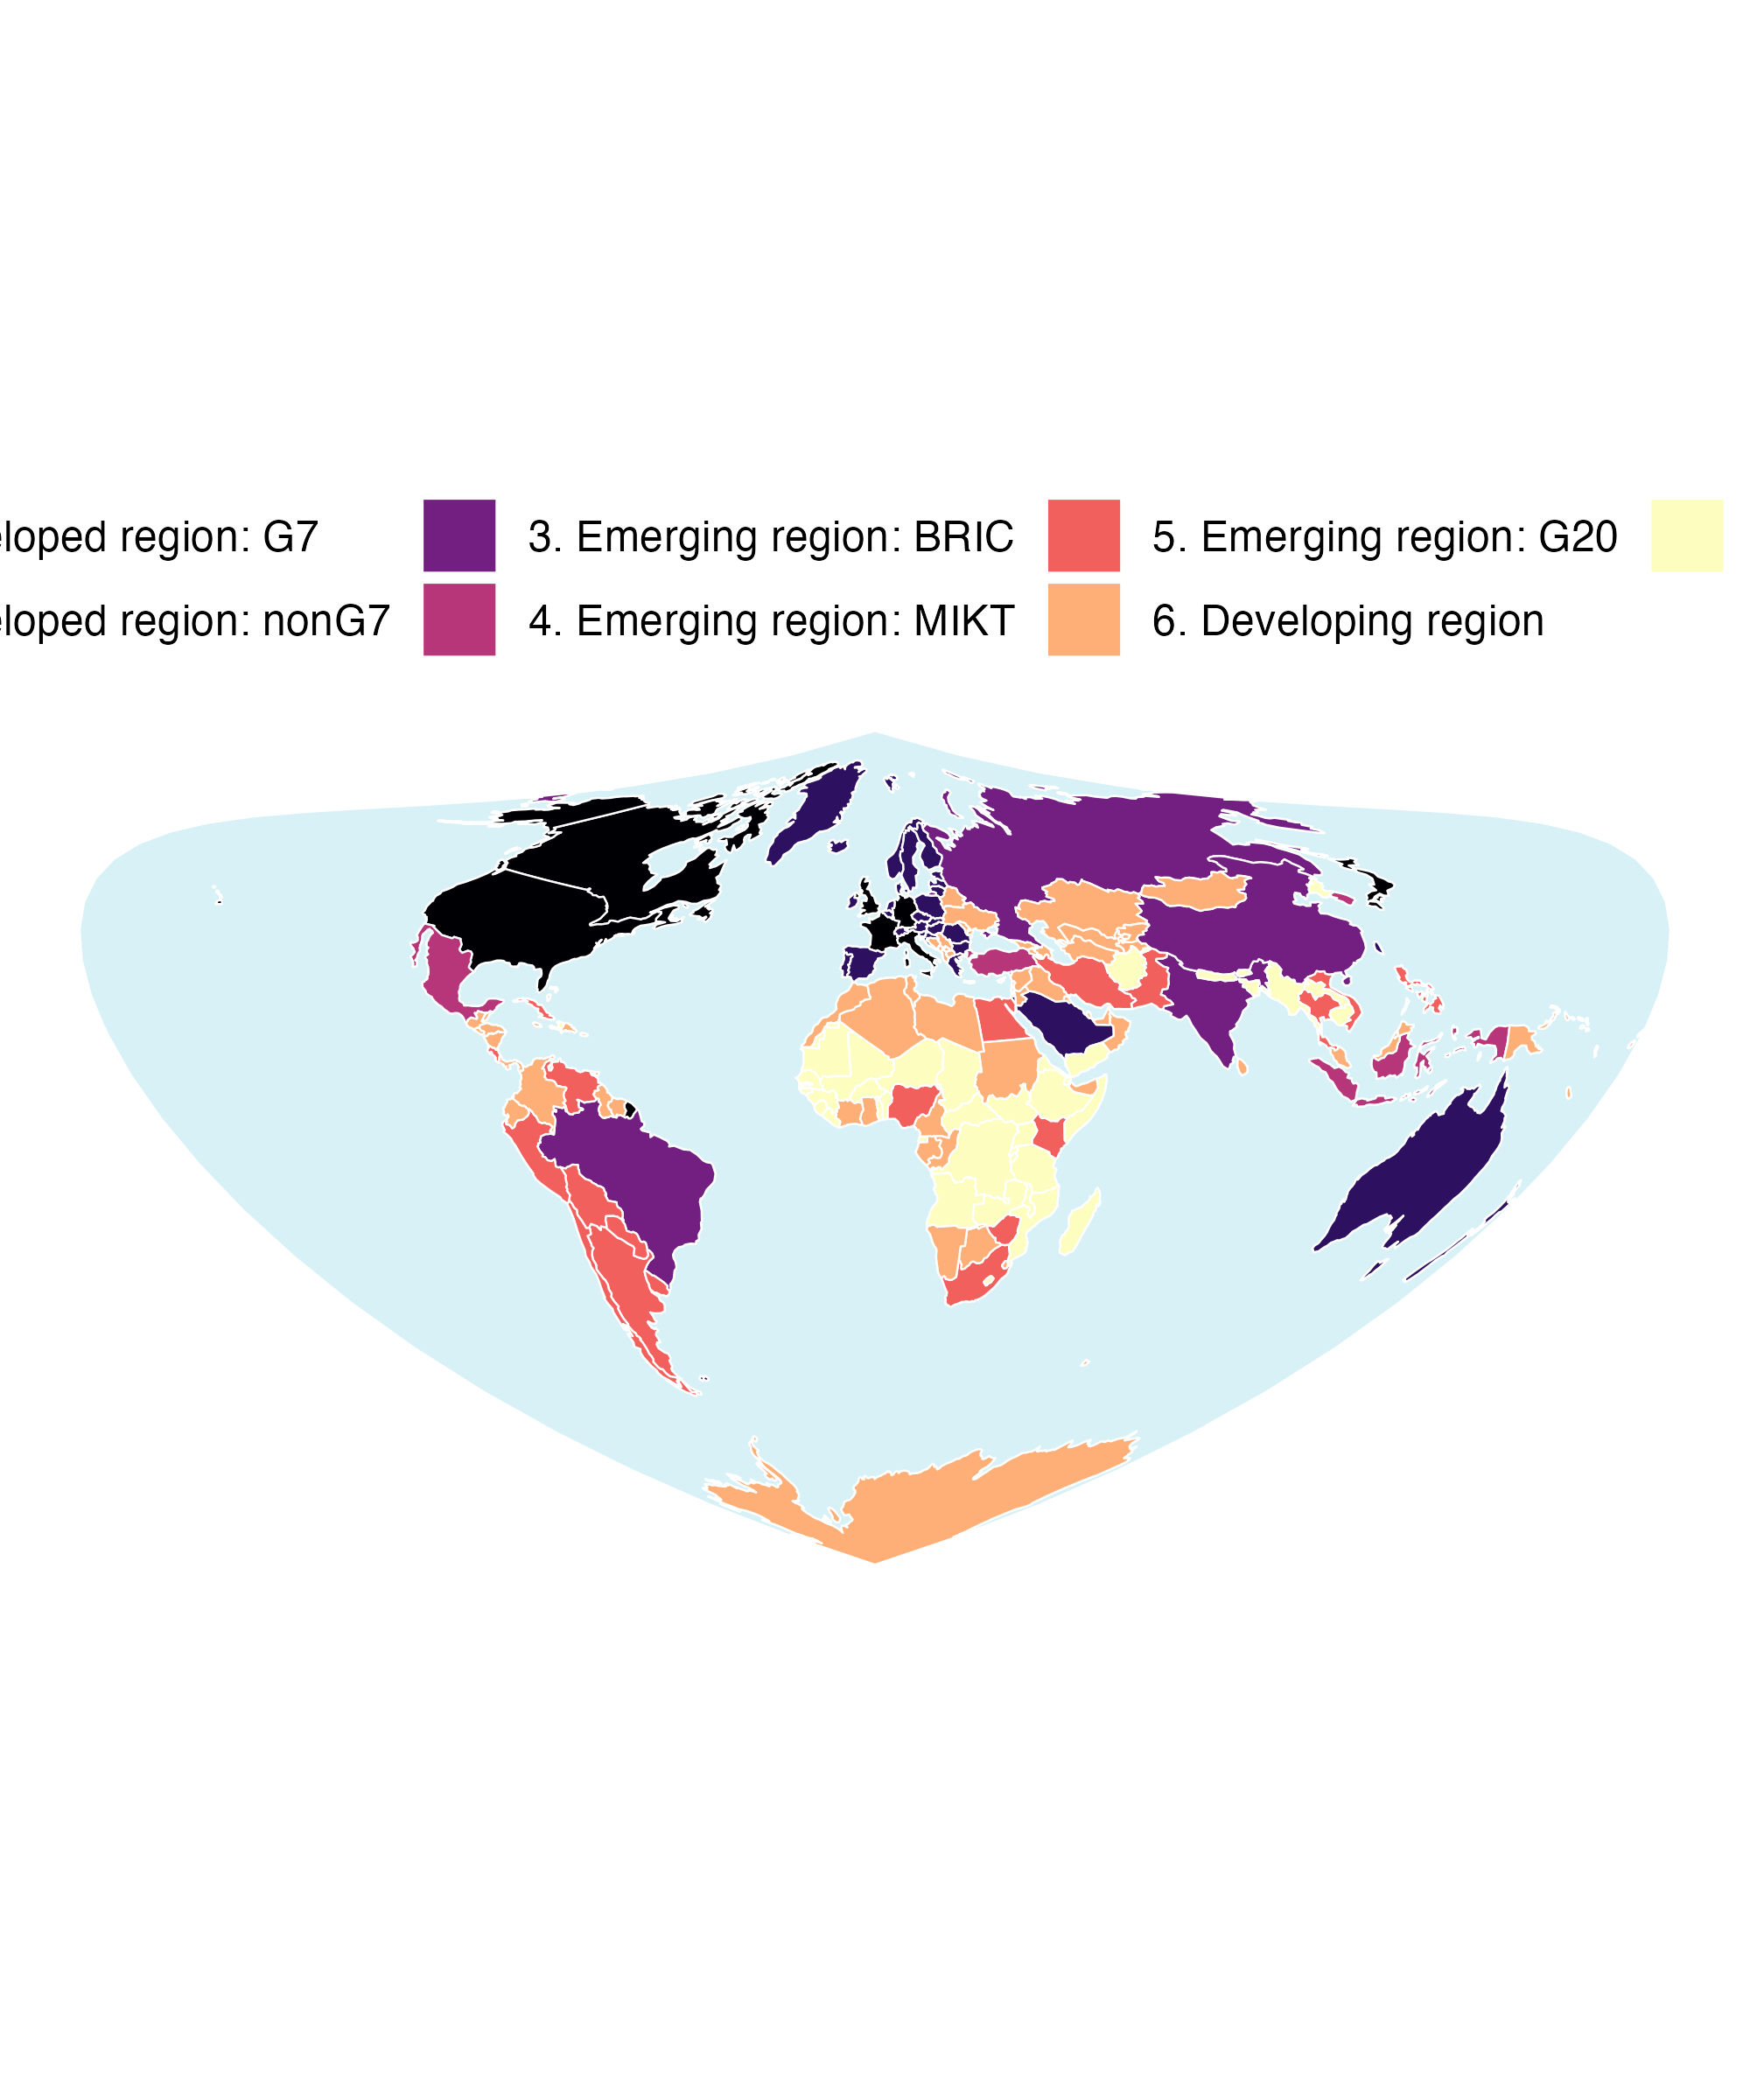 eloped region: G7 3. Emerging region: BRIC 5. Emerging region: G20
eloped region: nonG7 4. Emerging region: MIKT 6. Developing region